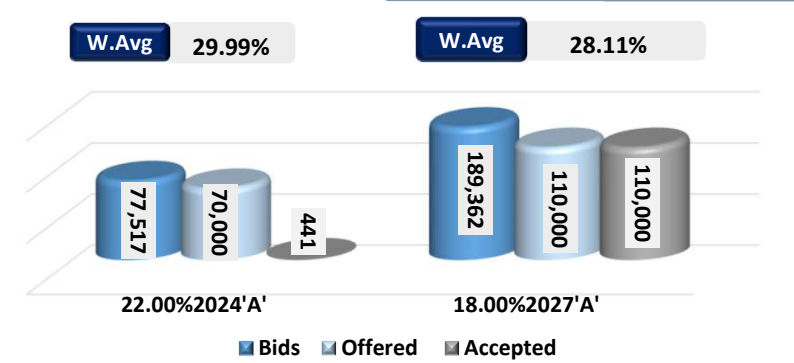 W.Avg 29.99%
W.Avg 28.11%
77,517
70,000
441
189,362
110,000
110,000
22.00%2024'A'
18.00%2027'A'
Bids Offered Accepted